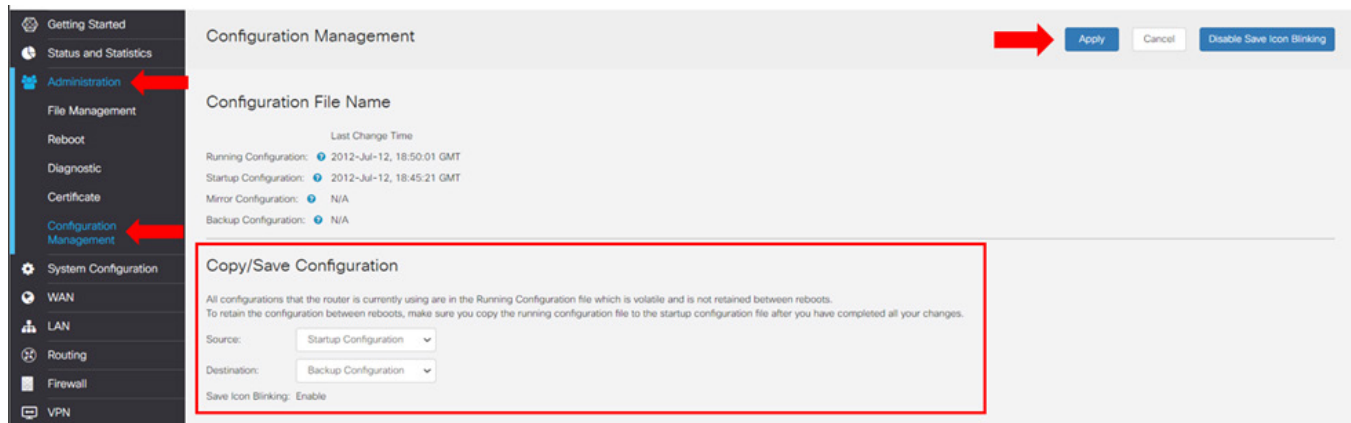 Getting Started
Status and Statistics
Administration
File Management
Reboot
Diagnostic
Certificate
Configuration
Management
System Configuration
WAN
LAN
Routing
Firewall
VPN
Configuration Management
Apply
Cancel
Disable Save Icon Blinking
Configuration File Name
Last Change Time
Running Configuration: ? 2012-Jul-12, 18:50:01 GMT
Startup Configuration: ? 2012-Jul-12, 18:45:21 GMT
Mirror Configuration: ? N/A
Backup Configuration: ? N/A
Copy/Save Configuration
All configurations that the router is currently using are in the Running Configuration file which is volatile and is not retained between reboots.
To retain the configuration between reboots, make sure you copy the running configuration file to the startup configuration file after you have completed all your changes.
Source: Startup Configuration
Destination: Backup Configuration
Save Icon Blinking: Enable